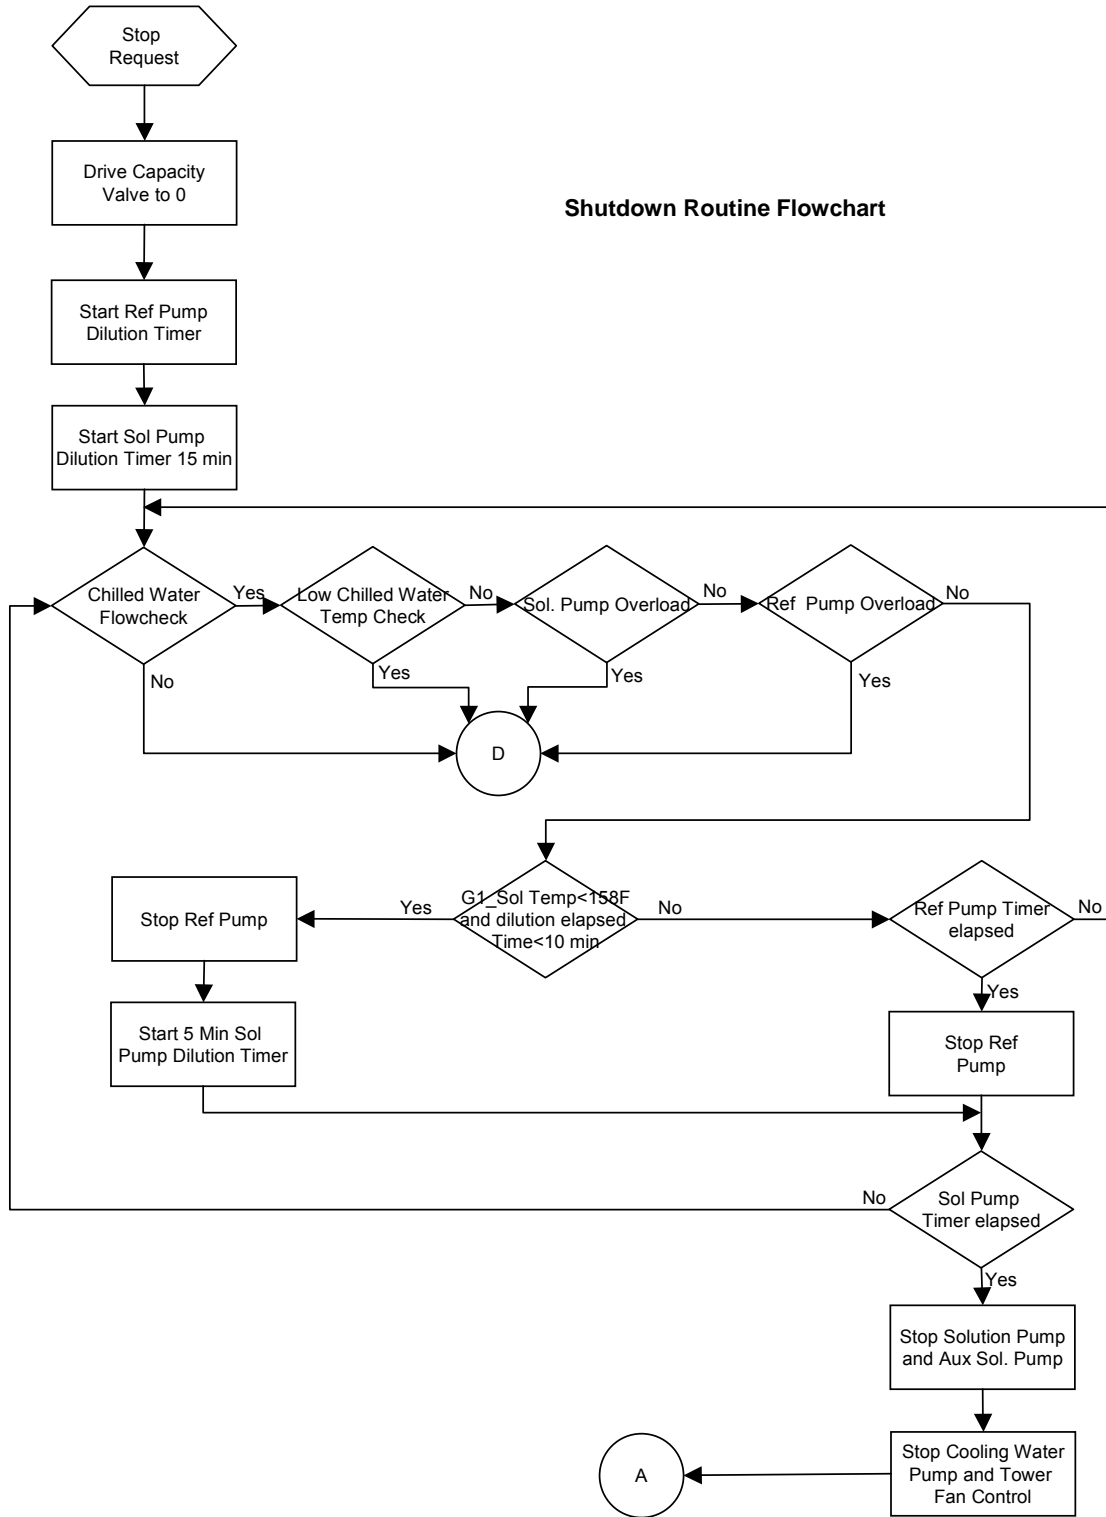 Stop
Request
Drive Capacity
Valve to 0
Shutdown Routine Flowchart
Start Ref Pump
Dilution Timer
Start Sol Pump
Dilution Timer 15 min
Chilled Water
Flowcheck
Yes
No
Low Chilled Water
Temp Check
No
Yes
Sol. Pump Overload
No
Yes
Ref Pump Overload
No
Yes
D
G1_Sol Temp<158F
and dilution elapsed
Time<10 min
Yes
No
Stop Ref Pump
Start 5 Min Sol
Pump Dilution Timer
Ref Pump Timer
elapsed
No
Yes
Stop Ref
Pump
Sol Pump
Timer elapsed
No
Yes
Stop Solution Pump
and Aux Sol. Pump
Stop Cooling Water
Pump and Tower
Fan Control
A